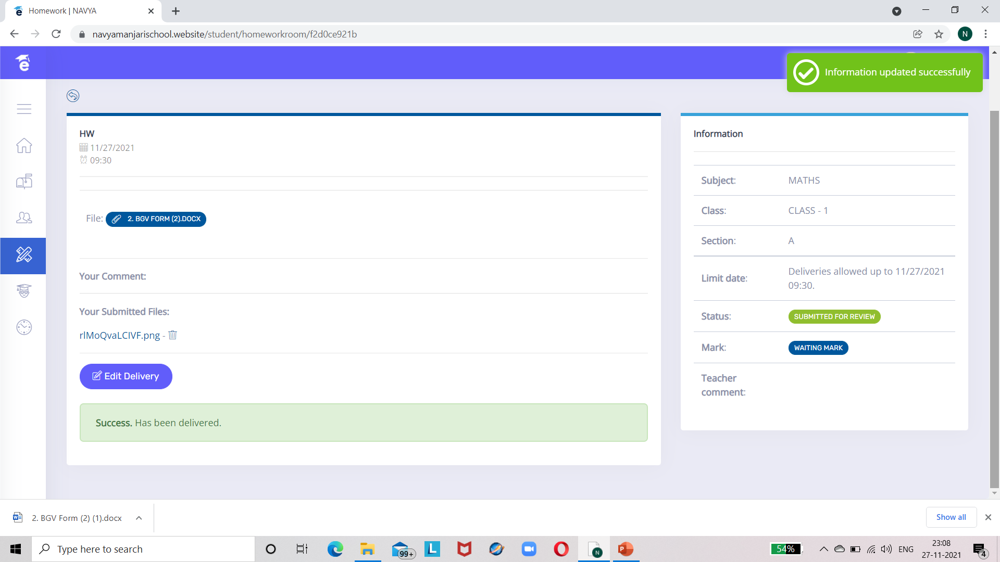 Homework | NAVYA
navyamanjarischool.website/student/homeworkroom/f2d0ce921b
N
e
Information updated successfully
HW
11/27/2021
09:30
File: 2. BGV FORM (2).DOCX
Your Comment:
Your Submitted Files:
rlMoQvaLCIVF.png -
Edit Delivery
Success. Has been delivered.
Information
Subject: MATHS
Class: CLASS - 1
Section: A
Limit date: Deliveries allowed up to 11/27/2021
09:30.
Status: SUBMITTED FOR REVIEW
Mark: WAITING MARK
Teacher
comment:
2. BGV Form (2) (1).docx
Show all
Type here to search
99+
L
N
P
54%
ENG
23:08
27-11-2021
4